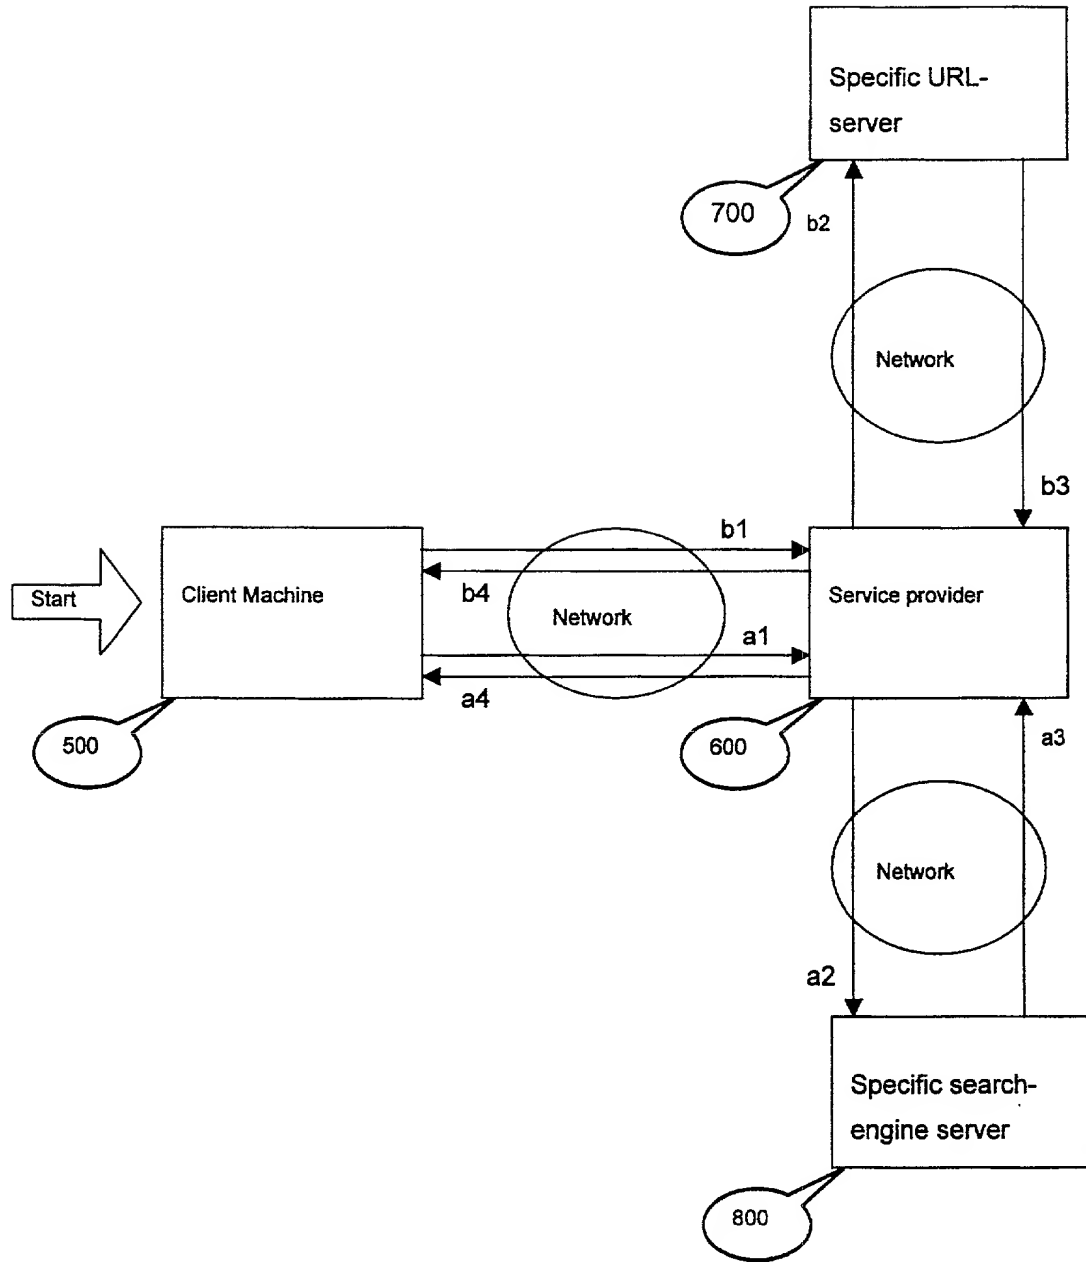 Specific URL-
server
700
b2
Network
b3
b1
Start
Client Machine
b4
Service provider
Network
a1
a4
500
600
a3
Network
a2
Specific search-
engine server
800